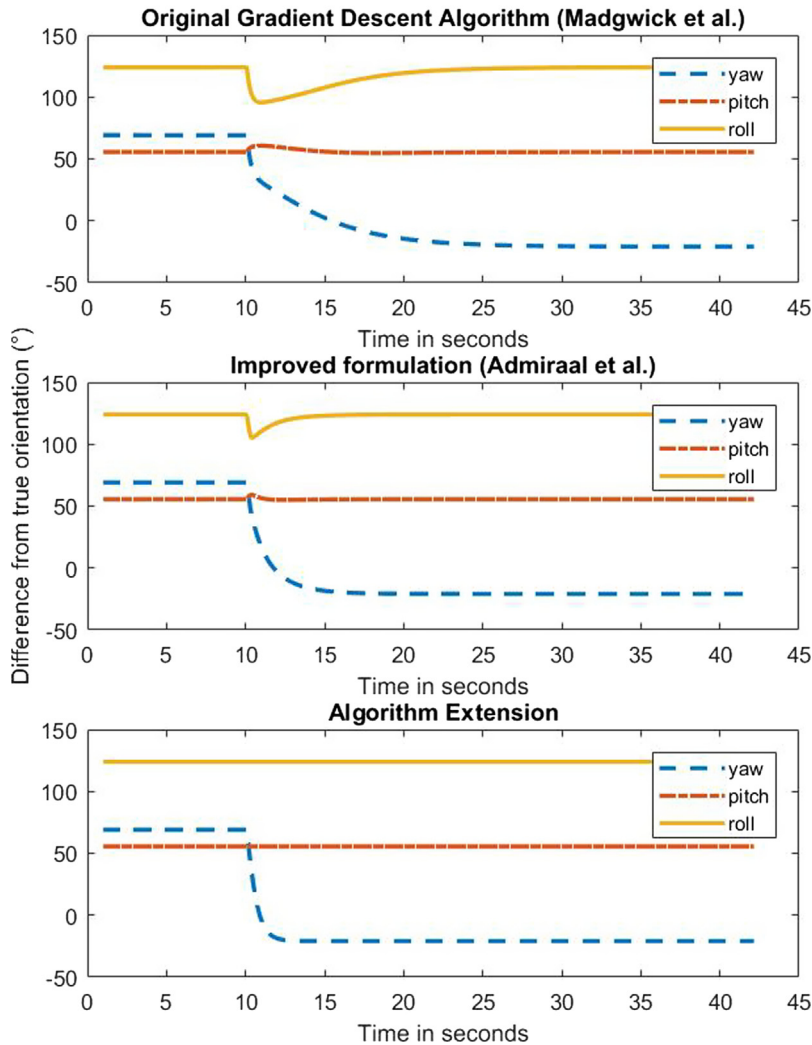 Original Gradient Descent Algorithm (Madgwick et al.)
150
100
50
0
-50
yaw
pitch
roll
0 5 10 15 20 25 30 35 40 45
Time in seconds
Difference from true orientation (°)
Improved formulation (Admiraal et al.)
150
100
50
0
-50
yaw
pitch
roll
0 5 10 15 20 25 30 35 40 45
Time in seconds
Algorithm Extension
150
100
50
0
-50
yaw
pitch
roll
0 5 10 15 20 25 30 35 40 45
Time in seconds